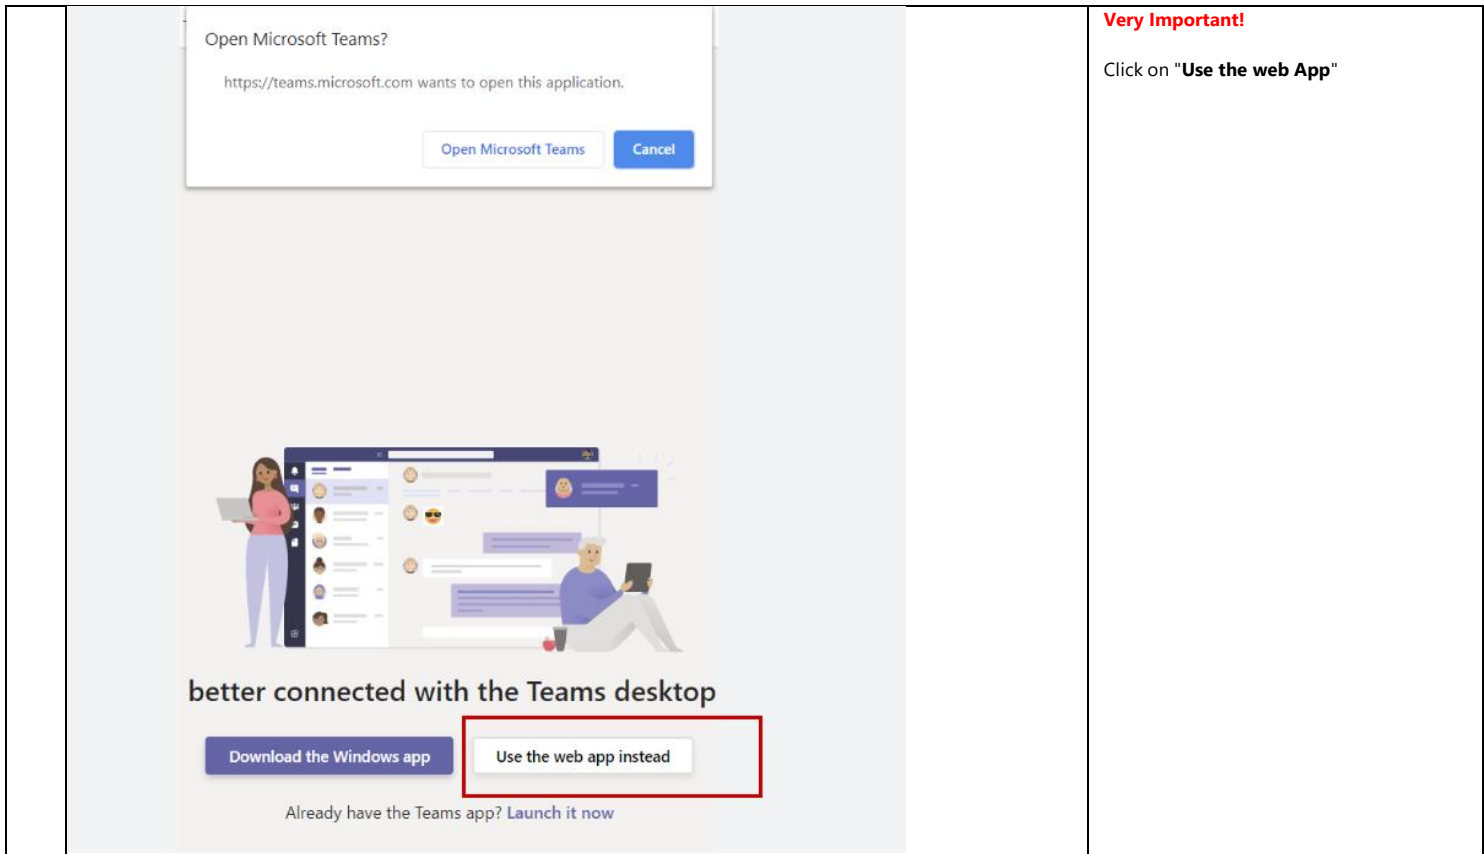 Open Microsoft Teams?
https://teams.microsoft.com wants to open this application.
Open Microsoft Teams
Cancel
better connected with the Teams desktop
Download the Windows app
Use the web app instead
Already have the Teams app? Launch it now
Very Important!
Click on "Use the web App"